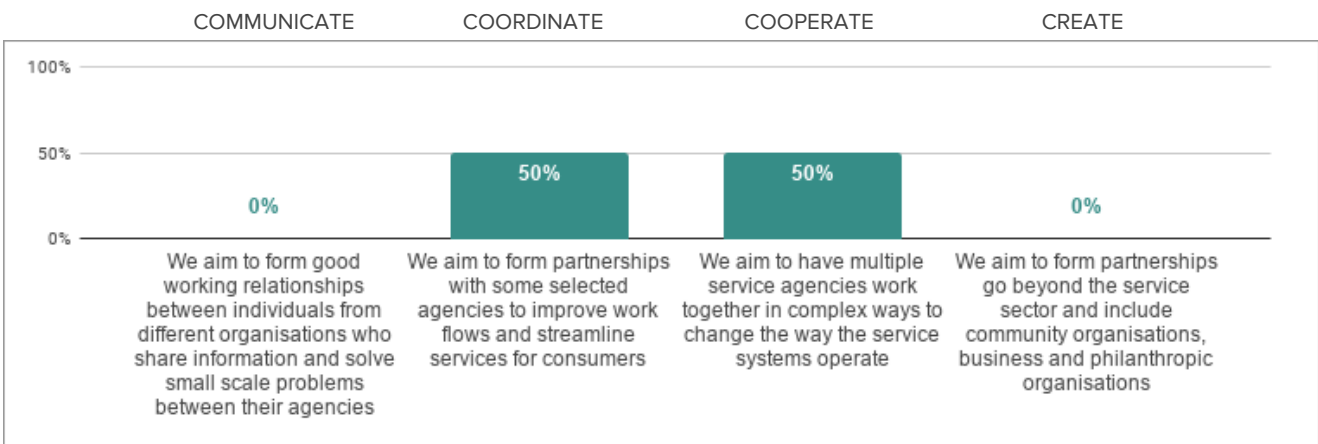 COMMUNICATE COORDINATE COOPERATE CREATE
100%
50%
50% 50%
0% 0%
0%
We aim to form good
working relationships
between individuals from
different organisations who
share information and solve
small scale problems
between their agencies
We aim to form partnerships
with some selected
agencies to improve work
flows and streamline
services for consumers
We aim to have multiple
service agencies work
together in complex ways to
change the way the service
systems operate
We aim to form partnerships
go beyond the service
sector and include
community organisations,
business and philanthropic
organisations